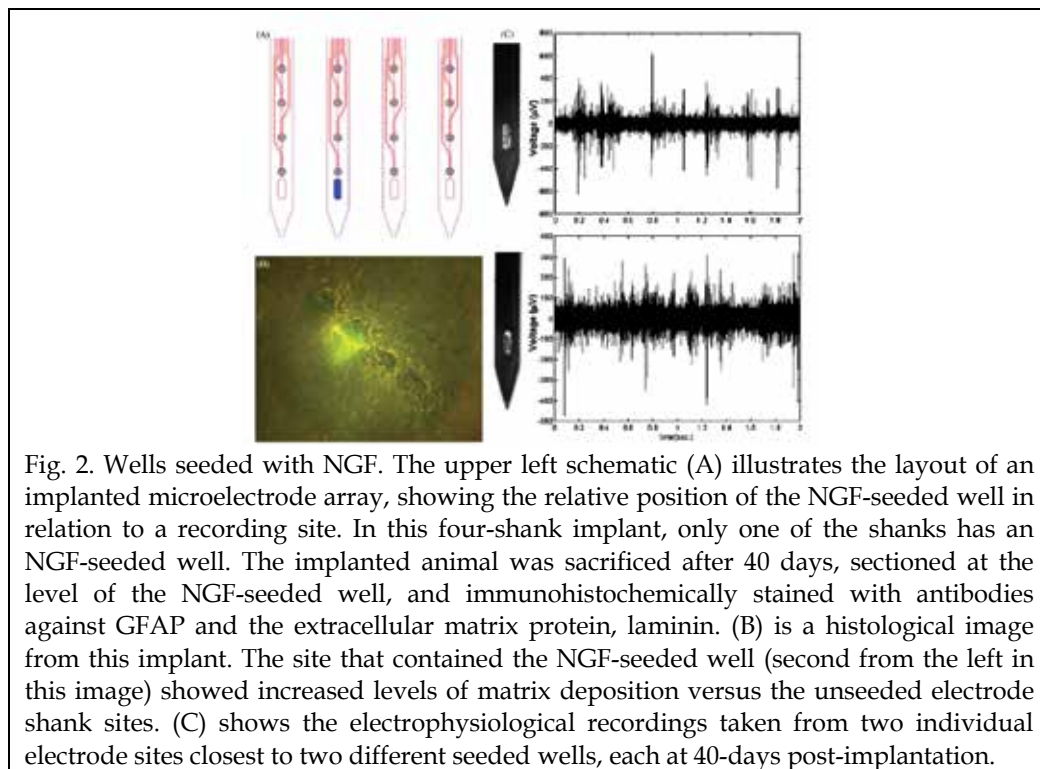 (A)
(C)
Voltage (µV)
(B)
Voltage (µV)
Time(sec.)
Fig. 2. Wells seeded with NGF. The upper left schematic (A) illustrates the layout of an
implanted microelectrode array, showing the relative position of the NGF-seeded well in
relation to a recording site. In this four-shank implant, only one of the shanks has an
NGF-seeded well. The implanted animal was sacrificed after 40 days, sectioned at the
level of the NGF-seeded well, and immunohistochemically stained with antibodies
against GFAP and the extracellular matrix protein, laminin. (B) is a histological image
from this implant. The site that contained the NGF-seeded well (second from the left in
this image) showed increased levels of matrix deposition versus the unseeded electrode
shank sites. (C) shows the electrophysiological recordings taken from two individual
electrode sites closest to two different seeded wells, each at 40-days post-implantation.